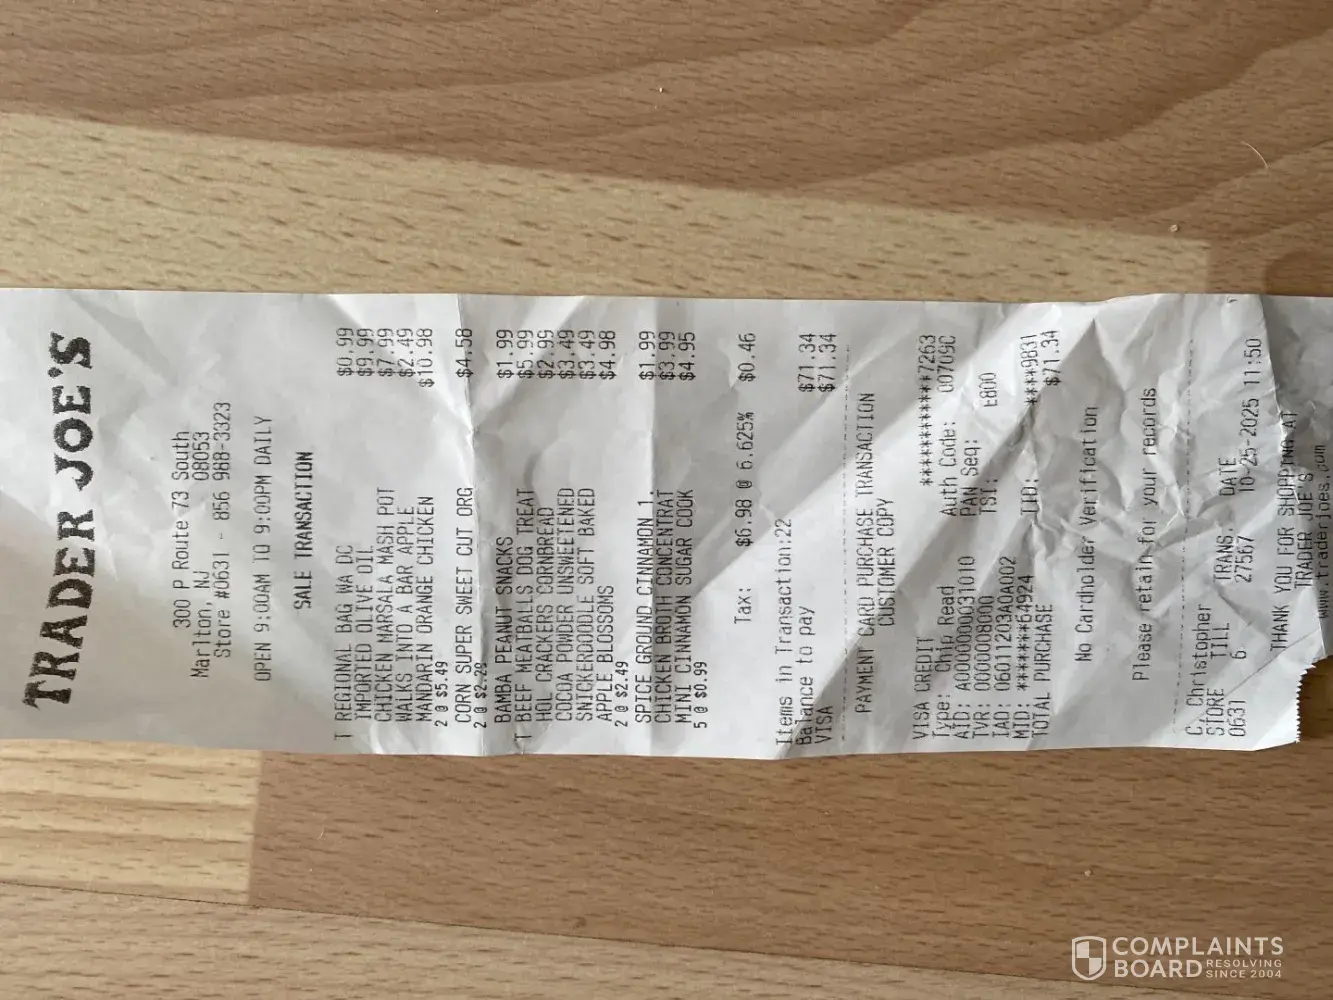 TRADER JOE'S
300 P Route 73 South
Marlton, NJ 08053
Store #0631 - 856 988-3323
OPEN 9:00AM TO 9:00PM DAILY
SALE TRANSACTION
T REGIONAL BAG WA DC $0.99
IMPORTED OLIVE OIL $9.99
CHICKEN MARSALA MASH POT $7.99
WALKS INTO A BAR APPLE $2.49
MANDARIN ORANGE CHICKEN $10.98
2 @ $5.49
CORN SUPER SWEET CUT ORG $4.58
2 @ $2.29
BAMBA PEANUT SNACKS $1.99
T BEEF MEATBALLS DOG TREAT $5.99
HOL CRACKERS CORNBREAD $2.99
COCOA POWDER UNSWEETENED $3.49
SNICKERDOODLE SOFT BAKED $3.49
APPLE BLOSSOMS $4.98
2 @ $2.49
SPICE GROUND CINNAMON 1. $1.99
CHICKEN BROTH CONCENTRAT $3.99
MINI CINNAMON SUGAR COOK $4.95
5 @ $0.99
Tax: $6.98 @ 6.625% $0.46
Items in Transaction:22
Balance to pay $71.34
VISA $71.34
PAYMENT CARD PURCHASE TRANSACTION
CUSTOMER COPY
VISA CREDIT ************7263
Type: Chip Read Auth Code: 00709C
AID: A0000000031010 PAN Seq:
TVR: 0000008000 TSI: E800
IAD: 06011203A0A002
MID: *******64924 TID: ****9831
TOTAL PURCHASE $71.34
No Cardholder Verification
Please retain for your records
C. Christopher
STORE TILL TRANS. DATE
0631 6 27567 10-25-2025 11:50
THANK YOU FOR SHOPPING AT
TRADER JOE'S
www.traderjoes.com
COMPLAINTS
BOARD RESOLVING
SINCE 2004